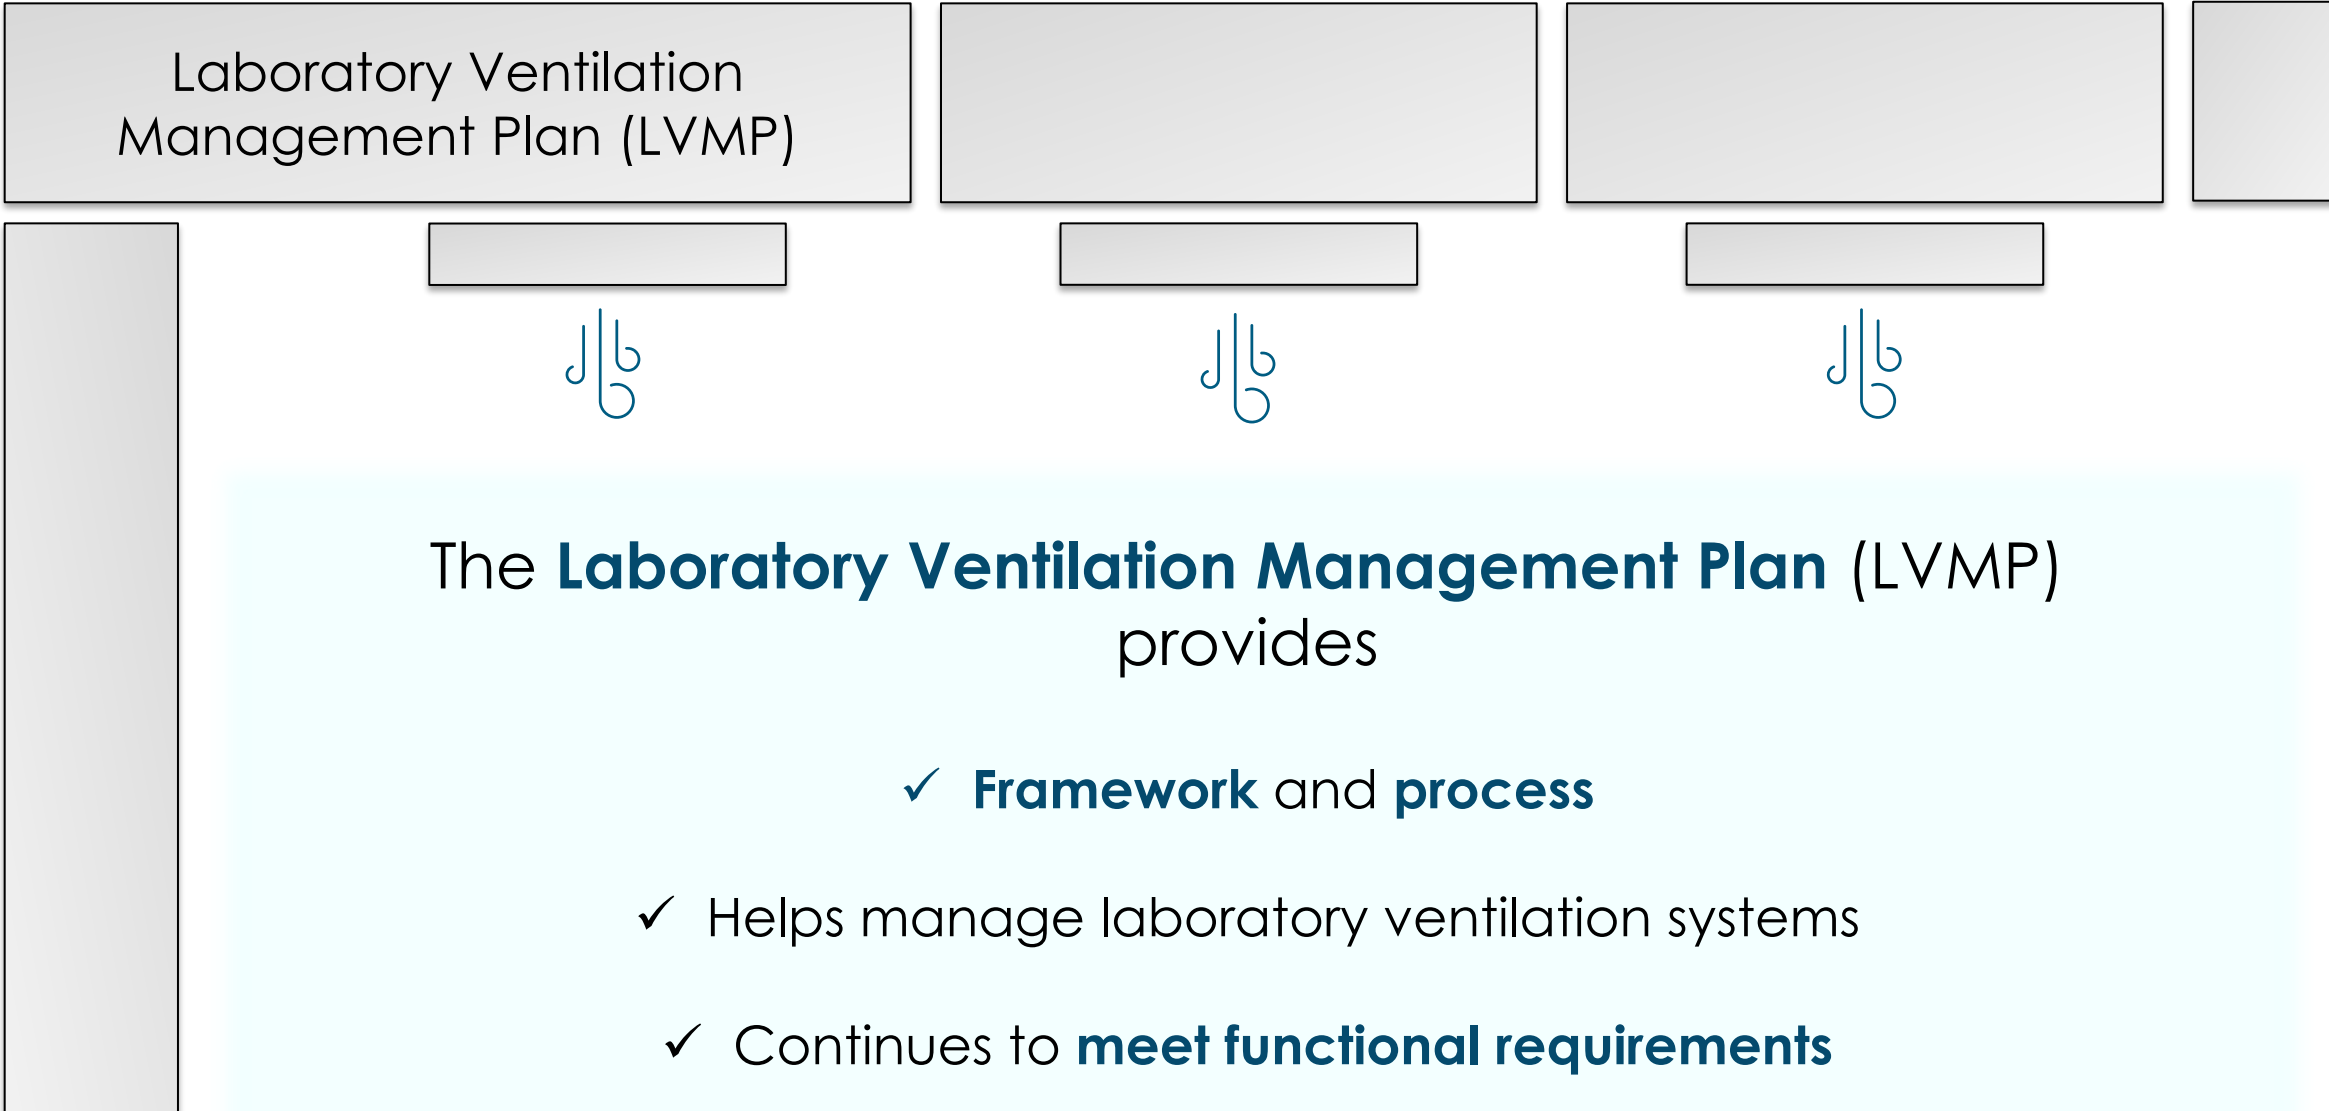 Laboratory Ventilation
Management Plan (LVMP)
The Laboratory Ventilation Management Plan (LVMP)
provides
✓ Framework and process
✓ Helps manage laboratory ventilation systems
✓ Continues to meet functional requirements